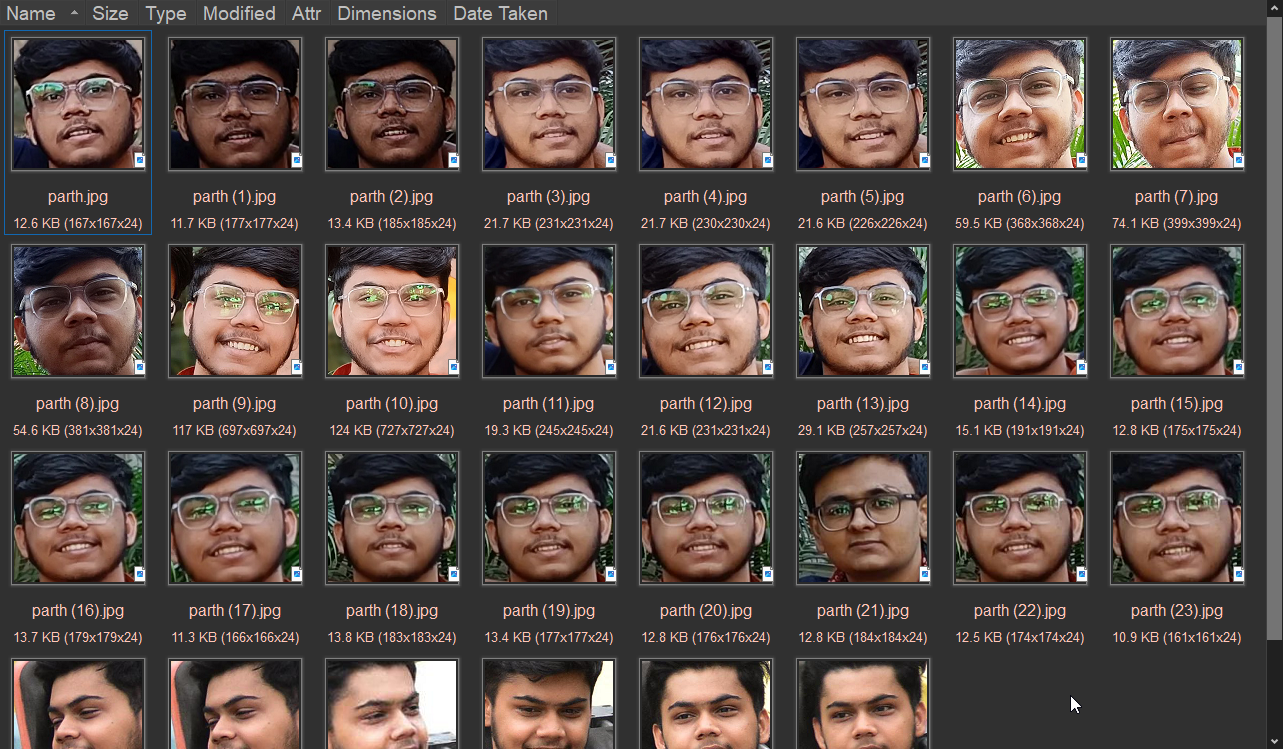 Name Size Type Modified Attr Dimensions Date Taken
parth.jpg parth (1).jpg parth (2).jpg parth (3).jpg parth (4).jpg parth (5).jpg parth (6).jpg parth (7).jpg
12.6 KB (167x167x24) 11.7 KB (177x177x24) 13.4 KB (185x185x24) 21.7 KB (231x231x24) 21.7 KB (230x230x24) 21.6 KB (226x226x24) 59.5 KB (368x368x24) 74.1 KB (399x399x24)
parth (8).jpg parth (9).jpg parth (10).jpg parth (11).jpg parth (12).jpg parth (13).jpg parth (14).jpg parth (15).jpg
54.6 KB (381x381x24) 117 KB (697x697x24) 124 KB (727x727x24) 19.3 KB (245x245x24) 21.6 KB (231x231x24) 29.1 KB (257x257x24) 15.1 KB (191x191x24) 12.8 KB (175x175x24)
parth (16).jpg parth (17).jpg parth (18).jpg parth (19).jpg parth (20).jpg parth (21).jpg parth (22).jpg parth (23).jpg
13.7 KB (179x179x24) 11.3 KB (166x166x24) 13.8 KB (183x183x24) 13.4 KB (177x177x24) 12.8 KB (176x176x24) 12.8 KB (184x184x24) 12.5 KB (174x174x24) 10.9 KB (161x161x24)